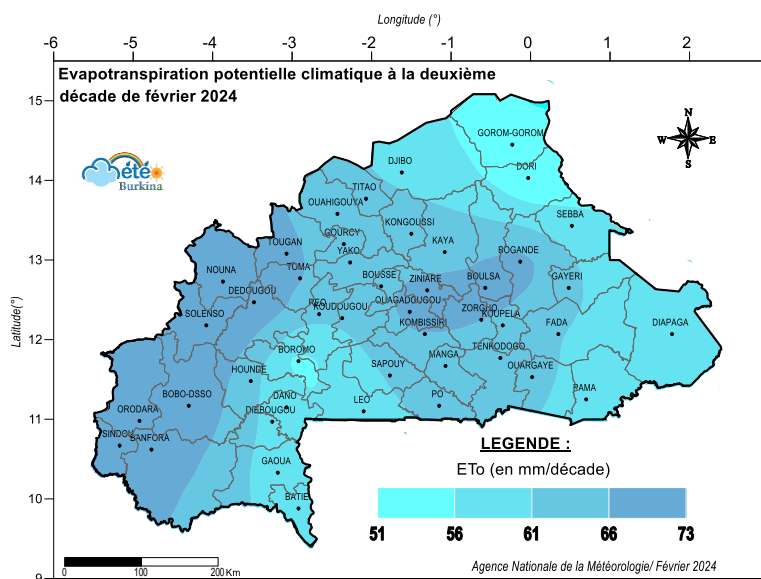 Longitude (°)
-6 -5 -4 -3 -2 -1 0 1 2
Evapotranspiration potentielle climatique à la deuxième
décade de février 2024
15
14
13
12
11
10
9
Latitude(°)
N
W E
S
été
Burkina
GOROM-GOROM
DJIBO
DORI
TITAO
OUAHIGOUYA
SEBBA
KONGOUSSI
GOURCY
TOUGAN
KAYA
YAKO
BOGANDE
NOUNA
TOMA
BOUSSE
ZINIARE
BOULSA
GAYERI
DEDOUGOU
REO
KOUDOUGOU
OUAGADOUGOU
ZORGHO
KOUPELA
SOLENSO
KOMBISSIRI
FADA
DIAPAGA
BOROMO
MANGA
TENKODOGO
HOUNDE
SAPOUY
OUARGAYE
BOBO-DSSO
DANO
LEO
PO
PAMA
ORODARA
DIEBOUGOU
SINDOU
BANFORA
GAOUA
BATIE
LEGENDE :
ETo (en mm/décade)
51 56 61 66 73
0 100 200 Km
Agence Nationale de la Météorologie/ Février 2024